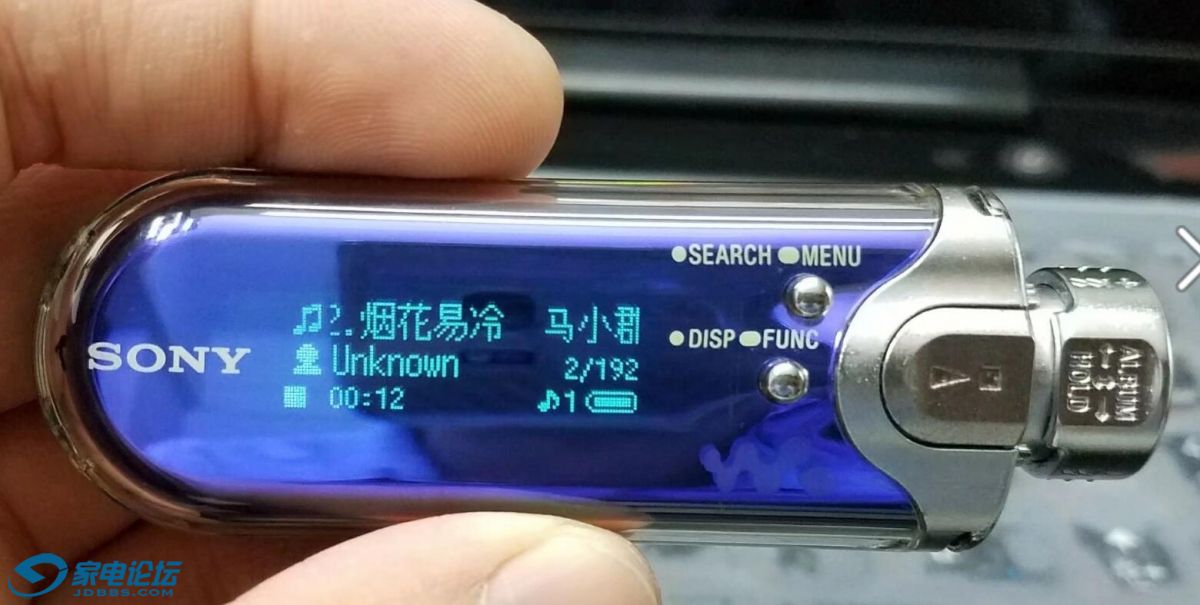 SEARCH MENU
2.烟花易冷 马小郡
DISP FUNC
SONY
Unknown
2/192
00:12
1
ALBUM
HOLD
家电论坛
JDBBS.COM